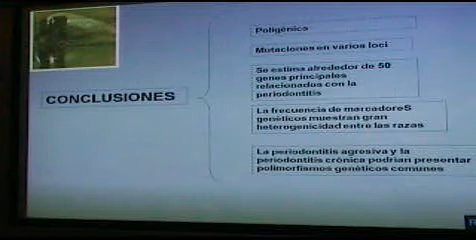 Poligénica
Mutaciones en varios loci
CONCLUSIONES
Se estima alrededor de 50
genes principales
relacionados con la
periodontitis
La frecuencia de marcadoreS
genéticos muestran gran
heterogenicidad entre las razas
La periodontitis agresiva y la
periodontitis crónica podrían presentar
polimorfismos genéticos comunes